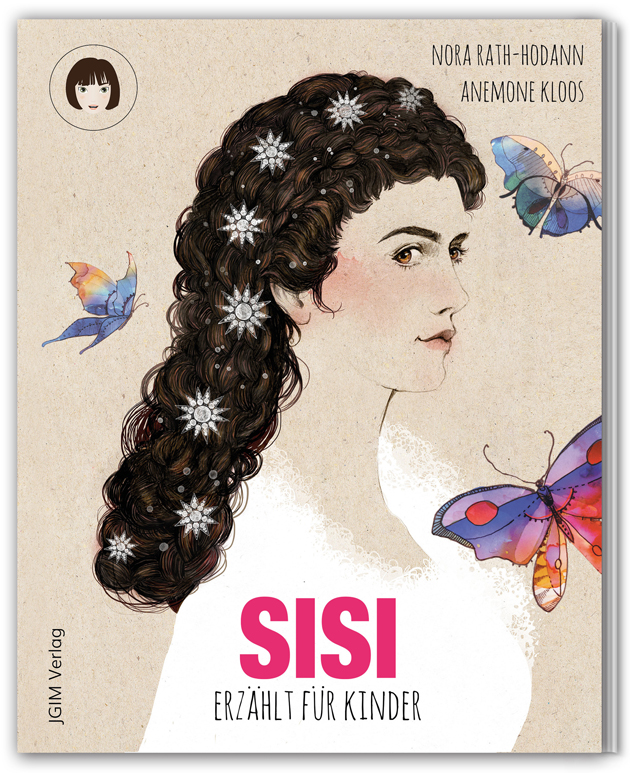 NORA RATH-HODANN
ANEMONE KLOOS
SISI
ERZÄHLT FÜR KINDER
JGIM Verlag